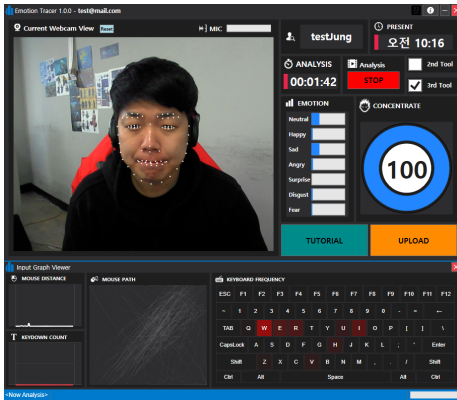 Emotion Tracer 1.0.0 - test@mail.com
Current Webcam View Reset
MIC
testJung
PRESENT
오전 10:16
ANALYSIS
00:01:42
Analysis
STOP
2nd Tool
3rd Tool
EMOTION
Neutral
Happy
Sad
Angry
Surprise
Disgust
Fear
CONCENTRATE
100
TUTORIAL
UPLOAD
Input Graph Viewer
MOUSE DISTANCE
MOUSE PATH
KEYDOWN COUNT
KEYBOARD FREQUENCY
ESC F1 F2 F3 F4 F5 F6 F7 F8 F9 F10 F11 F12
~ 1 2 3 4 5 6 7 8 9 0 - = ←
TAB Q W E R T Y U I O P [ ] \
CapsLock A S D F G H J K L ; ' Enter
Shift Z X C V B N M , . / Shift
Ctrl Alt Space Alt Ctrl
<Now Analysis>